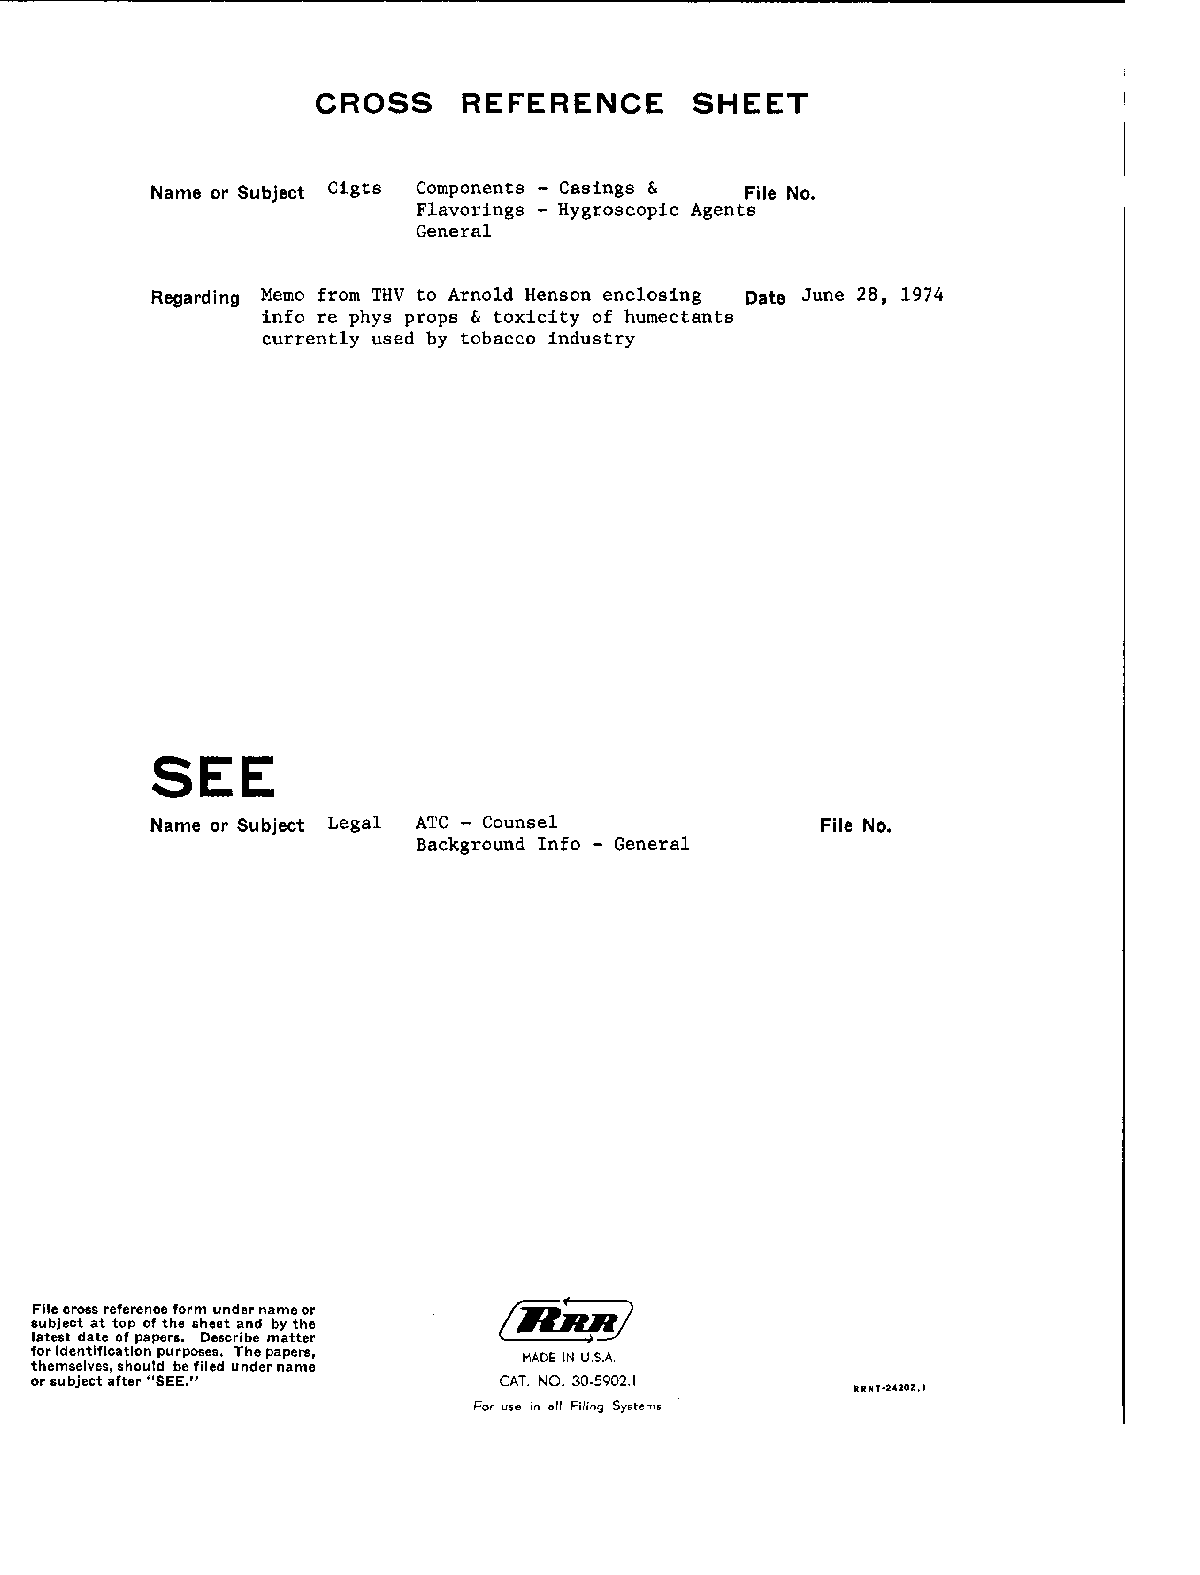 CROSS REFERENCE SHEET
Name or Subject Cigts Components - Casings & File No.
Flavorings - Hygroscopic Agents
General
Regarding Memo from THV to Arnold Henson enclosing Date June 28, 1974
info re phys props & toxicity of humectants
currently used by tobacco industry
SEE
Name or Subject Legal ATC - Counsel File No.
Background Info - General
File cross reference form under name or
subject at top of the sheet and by the
latest date of papers. Describe matter
for identification purposes. The papers,
themselves, should be filed under name
or subject after "SEE."
RRR
MADE IN U.S.A.
CAT. NO. 30-5902.1
For use in all Filing Systems
RRNT-24202.1